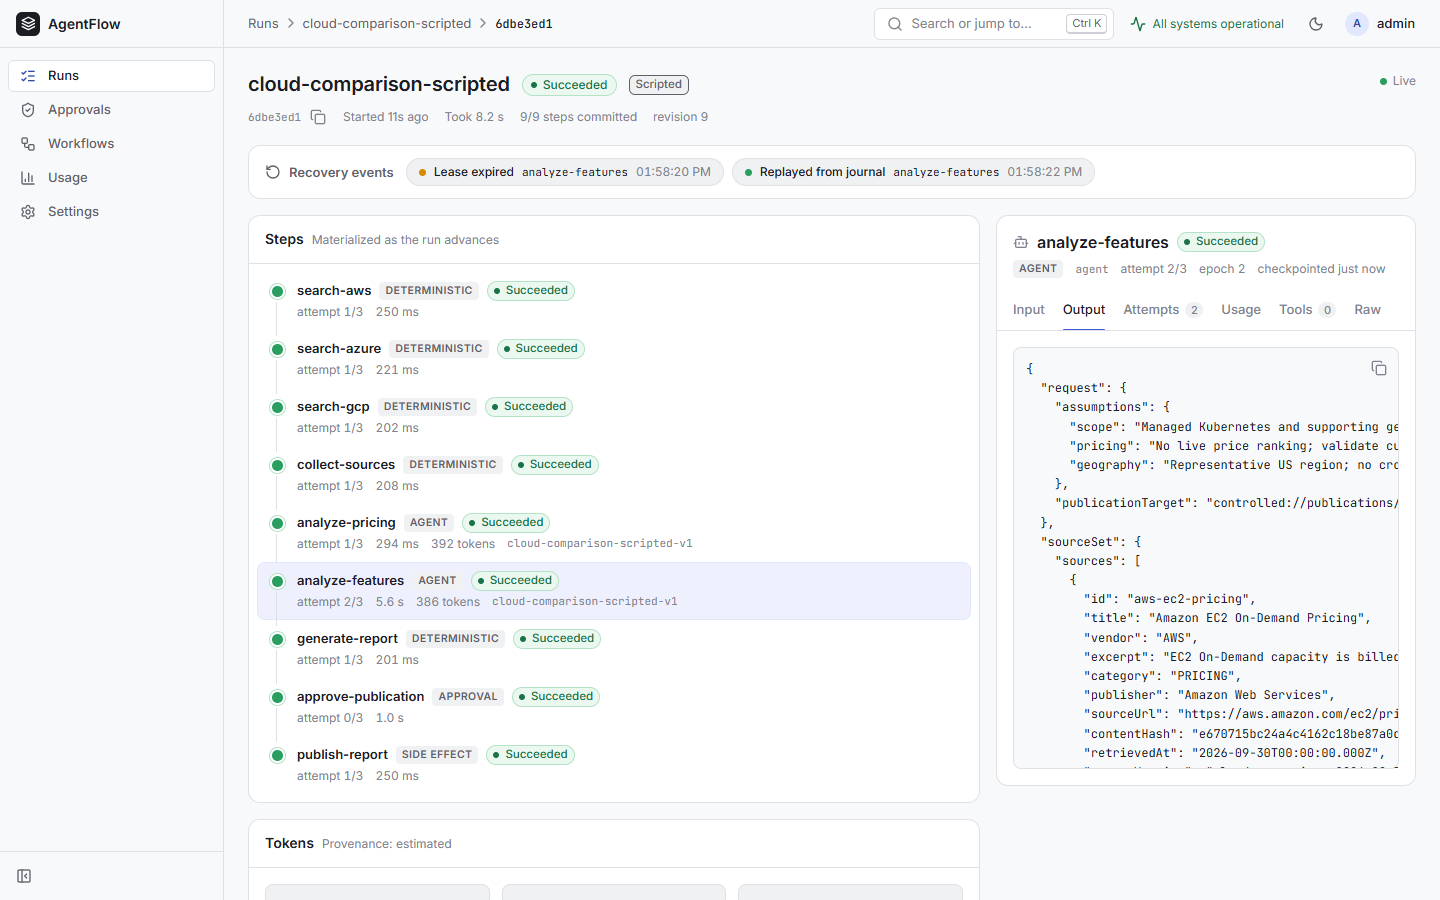 AgentFlow
Runs
Approvals
Workflows
Usage
Settings
Runs > cloud-comparison-scripted > 6dbe3ed1
Search or jump to... Ctrl K
All systems operational
A admin
cloud-comparison-scripted Succeeded Scripted
Live
6dbe3ed1 Started 11s ago Took 8.2 s 9/9 steps committed revision 9
Recovery events Lease expired analyze-features 01:58:20 PM Replayed from journal analyze-features 01:58:22 PM
Steps Materialized as the run advances
search-aws DETERMINISTIC Succeeded
attempt 1/3 250 ms
search-azure DETERMINISTIC Succeeded
attempt 1/3 221 ms
search-gcp DETERMINISTIC Succeeded
attempt 1/3 202 ms
collect-sources DETERMINISTIC Succeeded
attempt 1/3 208 ms
analyze-pricing AGENT Succeeded
attempt 1/3 294 ms 392 tokens cloud-comparison-scripted-v1
analyze-features AGENT Succeeded
attempt 2/3 5.6 s 386 tokens cloud-comparison-scripted-v1
generate-report DETERMINISTIC Succeeded
attempt 1/3 201 ms
approve-publication APPROVAL Succeeded
attempt 0/3 1.0 s
publish-report SIDE EFFECT Succeeded
attempt 1/3 250 ms
Tokens Provenance: estimated
analyze-features Succeeded
AGENT agent attempt 2/3 epoch 2 checkpointed just now
Input Output Attempts 2 Usage Tools 0 Raw
{
"request": {
"assumptions": {
"scope": "Managed Kubernetes and supporting ge
"pricing": "No live price ranking; validate cu
"geography": "Representative US region; no cro
},
"publicationTarget": "controlled://publications/
},
"sourceSet": {
"sources": [
{
"id": "aws-ec2-pricing",
"title": "Amazon EC2 On-Demand Pricing",
"vendor": "AWS",
"excerpt": "EC2 On-Demand capacity is billed
"category": "PRICING",
"publisher": "Amazon Web Services",
"sourceUrl": "https://aws.amazon.com/ec2/pri
"contentHash": "e670715bc24a4c4162c18be87a0c
"retrievedAt": "2026-09-30T00:00:00.000Z",